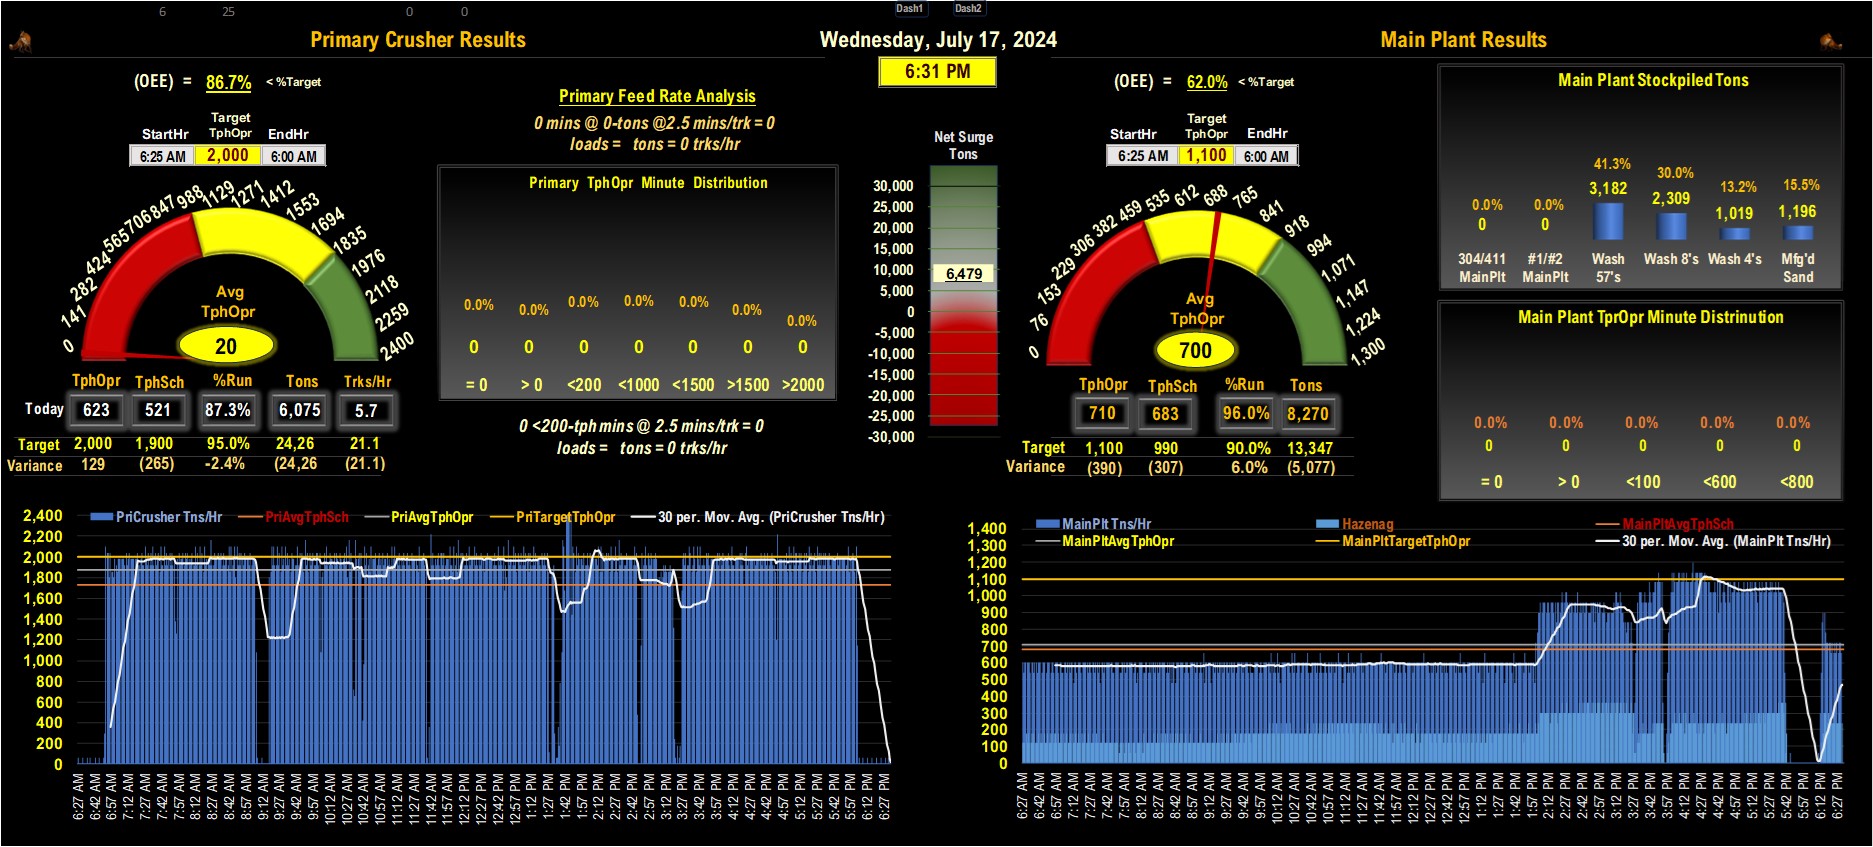 6 25 0 0 Dash1 Dash2
Primary Crusher Results
Wednesday, July 17, 2024
Main Plant Results
6:31 PM
(OEE) = 86.7% < %Target
Target
StartHr TphOpr EndHr
6:25 AM 2,000 6:00 AM
0 141 282 424 565 706 847 988 1129 1271 1412 1553 1694 1835 1976 2118 2259 2400
Avg
TphOpr
20
TphOpr TphSch %Run Tons Trks/Hr
Today 623 521 87.3% 6,075 5.7
Target 2,000 1,900 95.0% 24,26 21.1
Variance 129 (265) -2.4% (24,26 (21.1)
Primary Feed Rate Analysis
0 mins @ 0-tons @2.5 mins/trk = 0
loads = tons = 0 trks/hr
Primary TphOpr Minute Distribution
0.0% 0.0% 0.0% 0.0% 0.0% 0.0% 0.0%
0 0 0 0 0 0 0
= 0 > 0 <200 <1000 <1500 >1500 >2000
0 <200-tph mins @ 2.5 mins/trk = 0
loads = tons = 0 trks/hr
Net Surge
Tons
30,000
25,000
20,000
15,000
10,000
6,479
5,000
0
-5,000
-10,000
-15,000
-20,000
-25,000
-30,000
(OEE) = 62.0% < %Target
Target
StartHr TphOpr EndHr
6:25 AM 1,100 6:00 AM
0 76 153 229 306 382 459 535 612 688 765 841 918 994 1,071 1,147 1,224 1,300
Avg
TphOpr
700
TphOpr TphSch %Run Tons
710 683 96.0% 8,270
Target 1,100 990 90.0% 13,347
Variance (390) (307) 6.0% (5,077)
Main Plant Stockpiled Tons
0.0% 0.0% 41.3% 30.0% 13.2% 15.5%
0 0 3,182 2,309 1,019 1,196
304/411 #1/#2 Wash Wash 8's Wash 4's Mfg'd
MainPlt MainPlt 57's Sand
Main Plant TprOpr Minute Distrinution
0.0% 0.0% 0.0% 0.0% 0.0%
0 0 0 0 0
= 0 > 0 <100 <600 <800
PriCrusher Tns/Hr PriAvgTphSch PriAvgTphOpr PriTargetTphOpr 30 per. Mov. Avg. (PriCrusher Tns/Hr)
2,400
2,200
2,000
1,800
1,600
1,400
1,200
1,000
800
600
400
200
0
6:27 AM 6:42 AM 6:57 AM 7:12 AM 7:27 AM 7:42 AM 7:57 AM 8:12 AM 8:27 AM 8:42 AM 8:57 AM 9:12 AM 9:27 AM 9:42 AM 9:57 AM 10:12 AM 10:27 AM 10:42 AM 10:57 AM 11:12 AM 11:27 AM 11:42 AM 11:57 AM 12:12 PM 12:27 PM 12:42 PM 12:57 PM 1:12 PM 1:27 PM 1:42 PM 1:57 PM 2:12 PM 2:27 PM 2:42 PM 2:57 PM 3:12 PM 3:27 PM 3:42 PM 3:57 PM 4:12 PM 4:27 PM 4:42 PM 4:57 PM 5:12 PM 5:27 PM 5:42 PM 5:57 PM 6:12 PM 6:27 PM
MainPlt Tns/Hr Hazenag MainPltAvgTphSch
MainPltAvgTphOpr MainPltTargetTphOpr 30 per. Mov. Avg. (MainPlt Tns/Hr)
1,400
1,300
1,200
1,100
1,000
900
800
700
600
500
400
300
200
100
0
6:27 AM 6:42 AM 6:57 AM 7:12 AM 7:27 AM 7:42 AM 7:57 AM 8:12 AM 8:27 AM 8:42 AM 8:57 AM 9:12 AM 9:27 AM 9:42 AM 9:57 AM 10:12 AM 10:27 AM 10:42 AM 10:57 AM 11:12 AM 11:27 AM 11:42 AM 11:57 AM 12:12 PM 12:27 PM 12:42 PM 12:57 PM 1:12 PM 1:27 PM 1:42 PM 1:57 PM 2:12 PM 2:27 PM 2:42 PM 2:57 PM 3:12 PM 3:27 PM 3:42 PM 3:57 PM 4:12 PM 4:27 PM 4:42 PM 4:57 PM 5:12 PM 5:27 PM 5:42 PM 5:57 PM 6:12 PM 6:27 PM